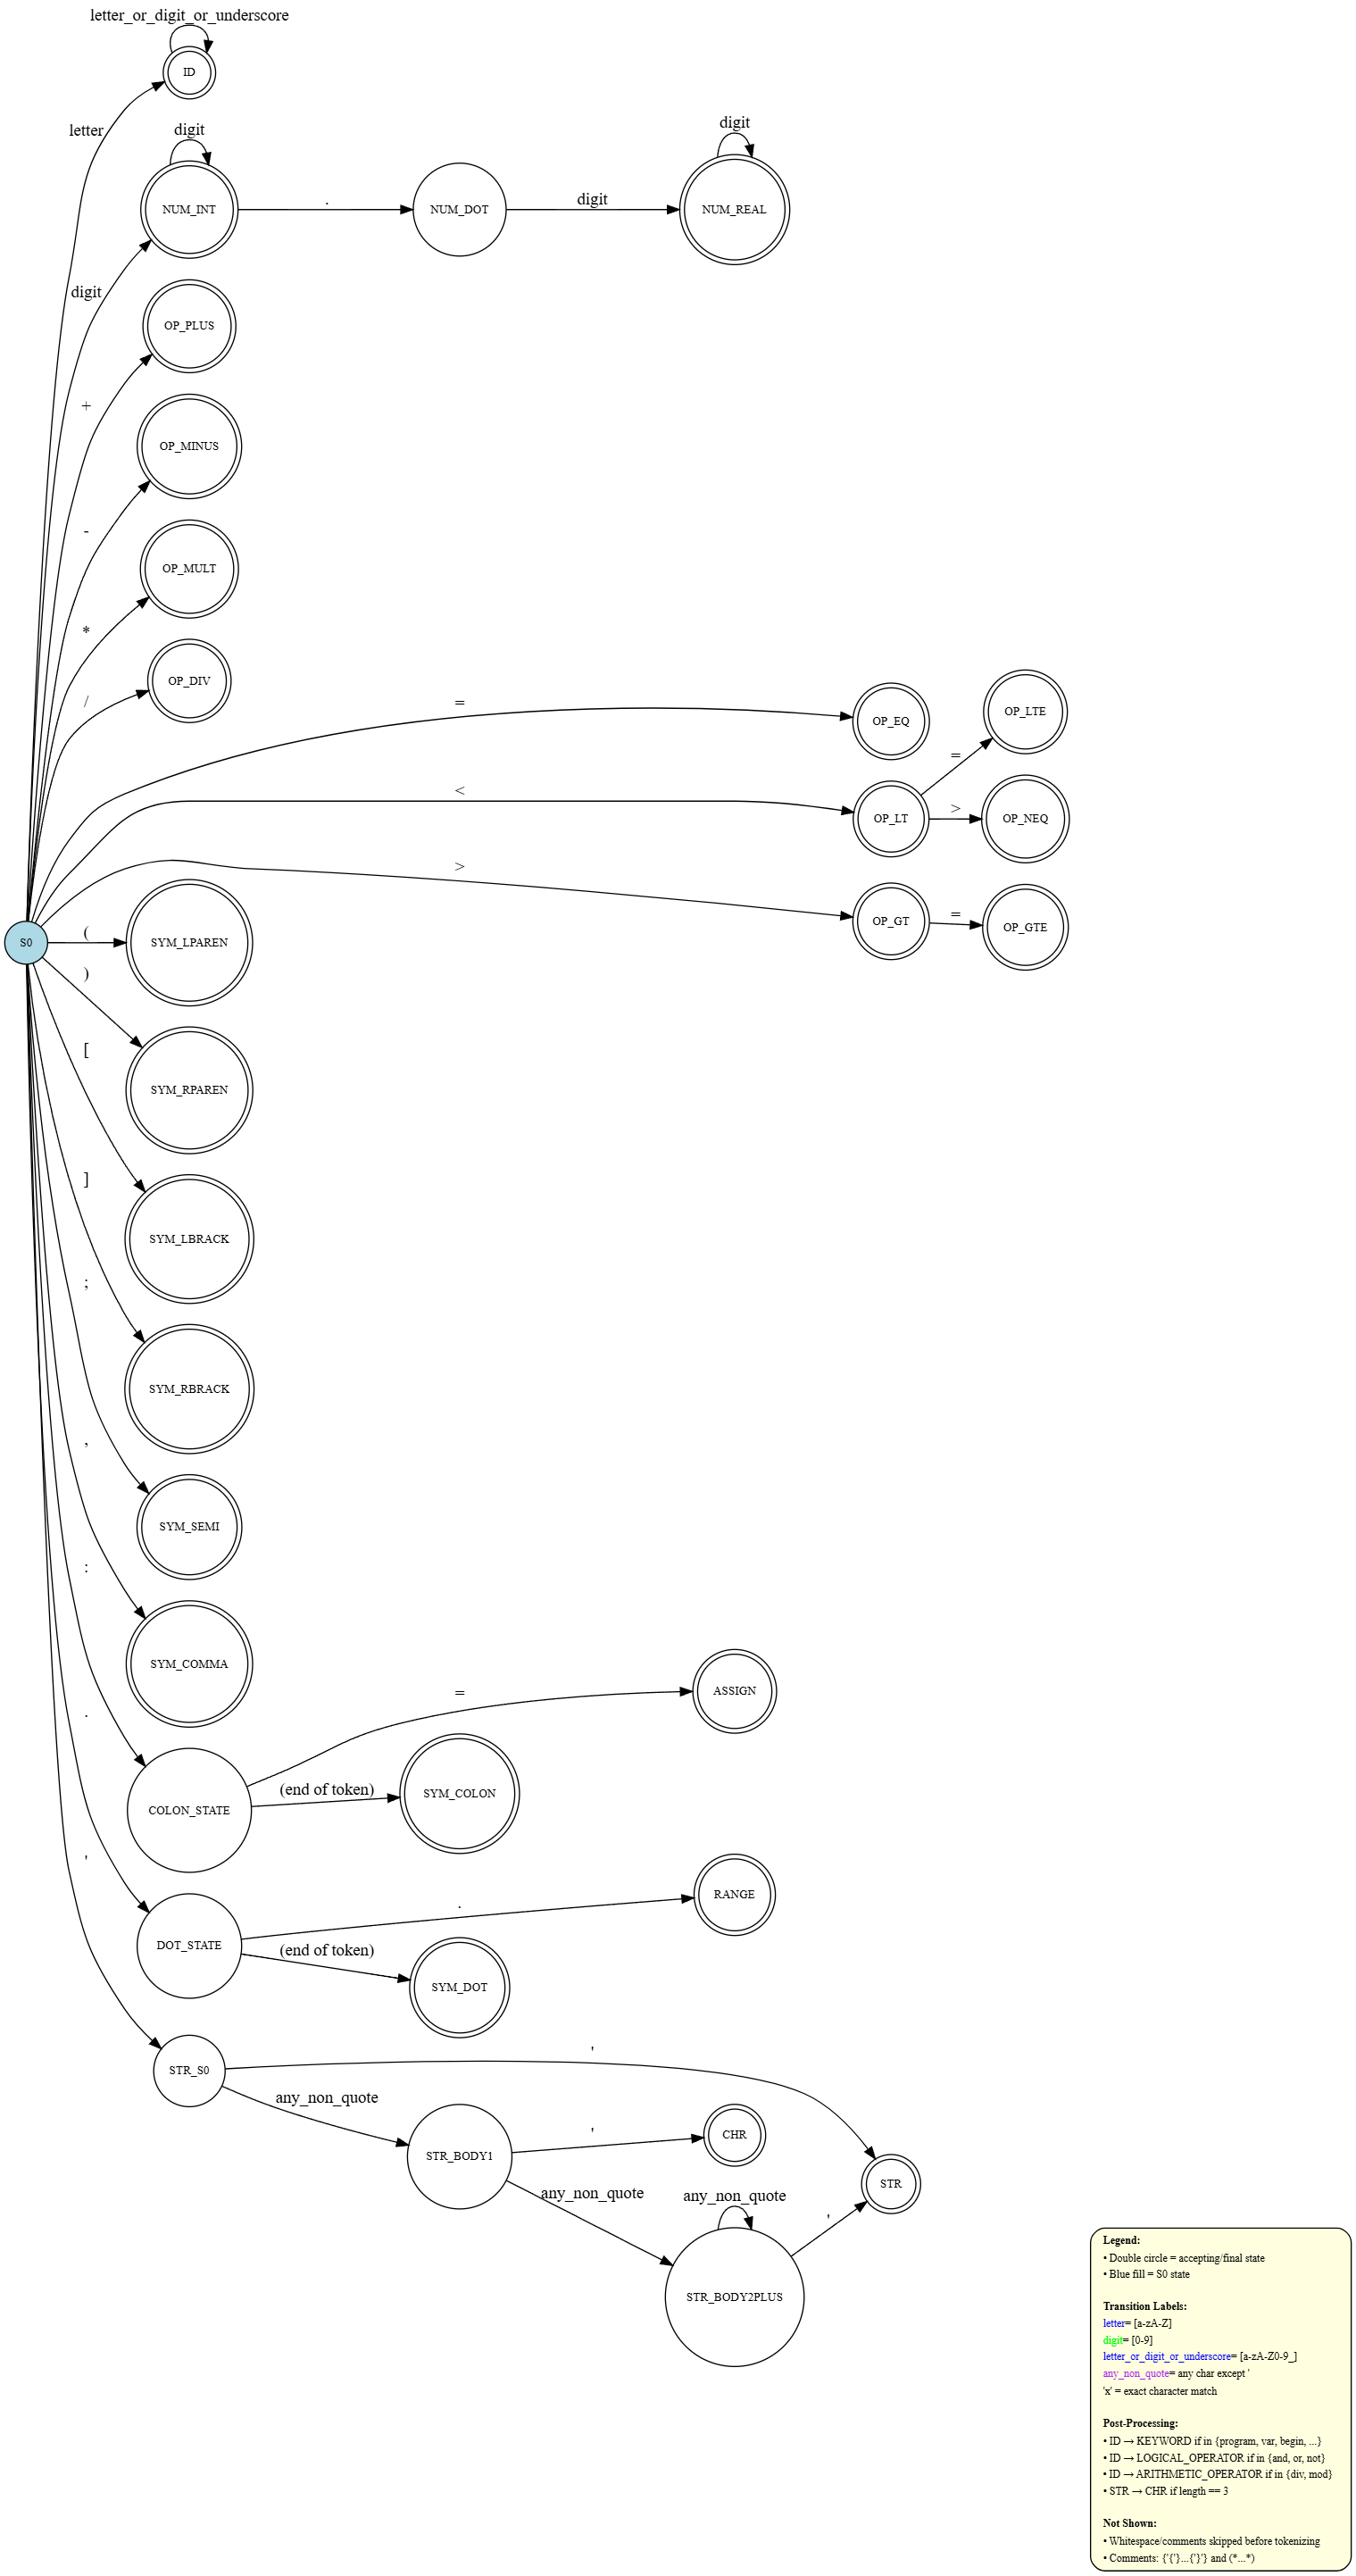 letter_or_digit_or_underscore
ID
letter
digit
digit
NUM_INT
.
NUM_DOT
digit
NUM_REAL
digit
OP_PLUS
+
OP_MINUS
-
OP_MULT
*
OP_DIV
/
=
OP_EQ
OP_LTE
=
<
OP_LT
>
OP_NEQ
>
OP_GT
=
OP_GTE
S0
(
SYM_LPAREN
)
SYM_RPAREN
[
SYM_LBRACK
]
SYM_RBRACK
;
SYM_SEMI
,
SYM_COMMA
:
COLON_STATE
=
ASSIGN
(end of token)
SYM_COLON
.
DOT_STATE
.
RANGE
(end of token)
SYM_DOT
'
STR_S0
'
any_non_quote
STR_BODY1
'
CHR
any_non_quote
any_non_quote
STR_BODY2PLUS
'
STR
Legend:
• Double circle = accepting/final state
• Blue fill = S0 state
Transition Labels:
letter= [a-zA-Z]
digit= [0-9]
letter_or_digit_or_underscore= [a-zA-Z0-9_]
any_non_quote= any char except '
'x' = exact character match
Post-Processing:
• ID → KEYWORD if in {program, var, begin, ...}
• ID → LOGICAL_OPERATOR if in {and, or, not}
• ID → ARITHMETIC_OPERATOR if in {div, mod}
• STR → CHR if length == 3
Not Shown:
• Whitespace/comments skipped before tokenizing
• Comments: {'{'}...{'}'} and (*...*)